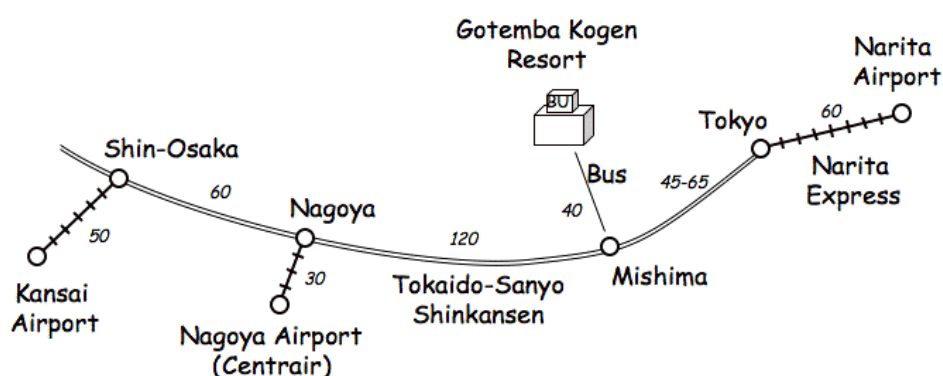 Gotemba Kogen
Resort
BU
Narita
Airport
Tokyo
60
Narita
Express
Shin-Osaka
Bus
45-65
60
Nagoya
40
50
120
30
Tokaido-Sanyo
Shinkansen
Mishima
Kansai
Airport
Nagoya Airport
(Centrair)